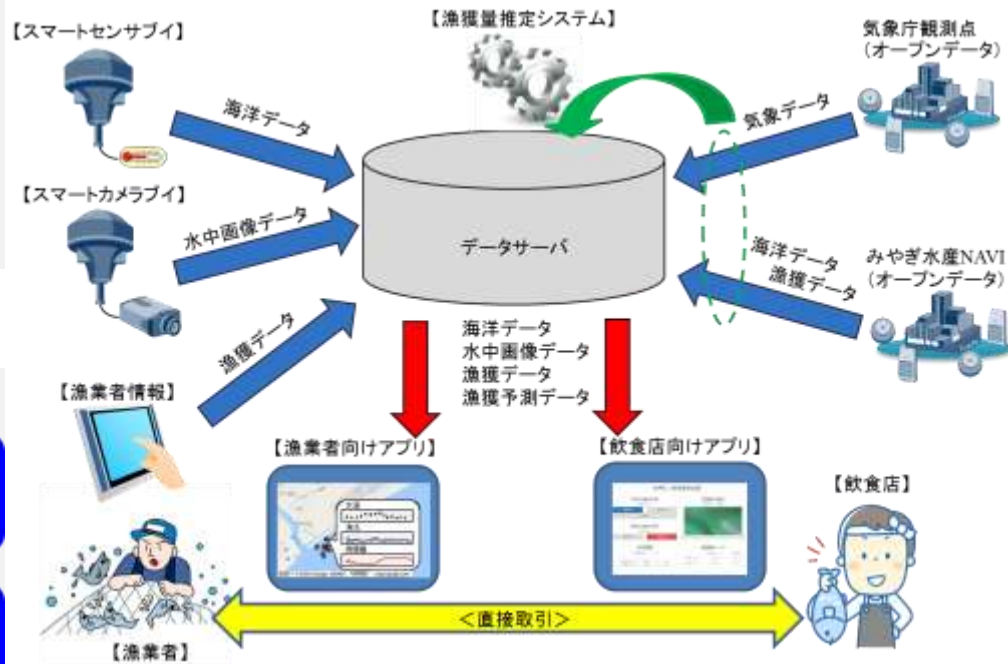 【漁獲量推定システム】
【スマートセンサブイ】
気象庁観測点
(オープンデータ)
海洋データ
気象データ
【スマートカメラブイ】
水中画像データ
データサーバ
海洋データ
漁獲データ
みやぎ水産NAVI
(オープンデータ)
漁獲データ
海洋データ
水中画像データ
漁獲データ
漁獲予測データ
【漁業者情報】
【漁業者向けアプリ】
【飲食店向けアプリ】
【飲食店】
<直接取引>
【漁業者】